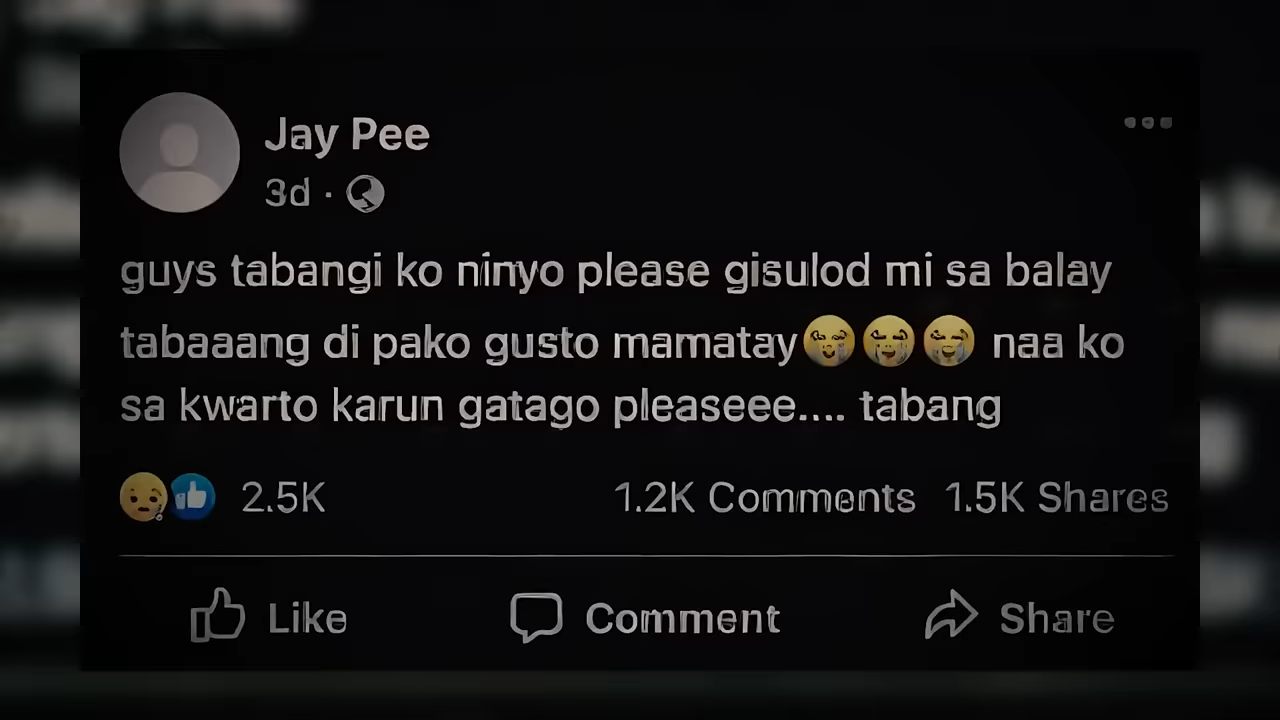 Jay Pee
3d ·
guys tabangi ko ninyo please gisulod mi sa balay
tabaaang di pako gusto mamatay😭😭😭 naa ko
sa kwarto karun gatago pleaseee.... tabang
2.5K 1.2K Comments 1.5K Shares
Like Comment Share